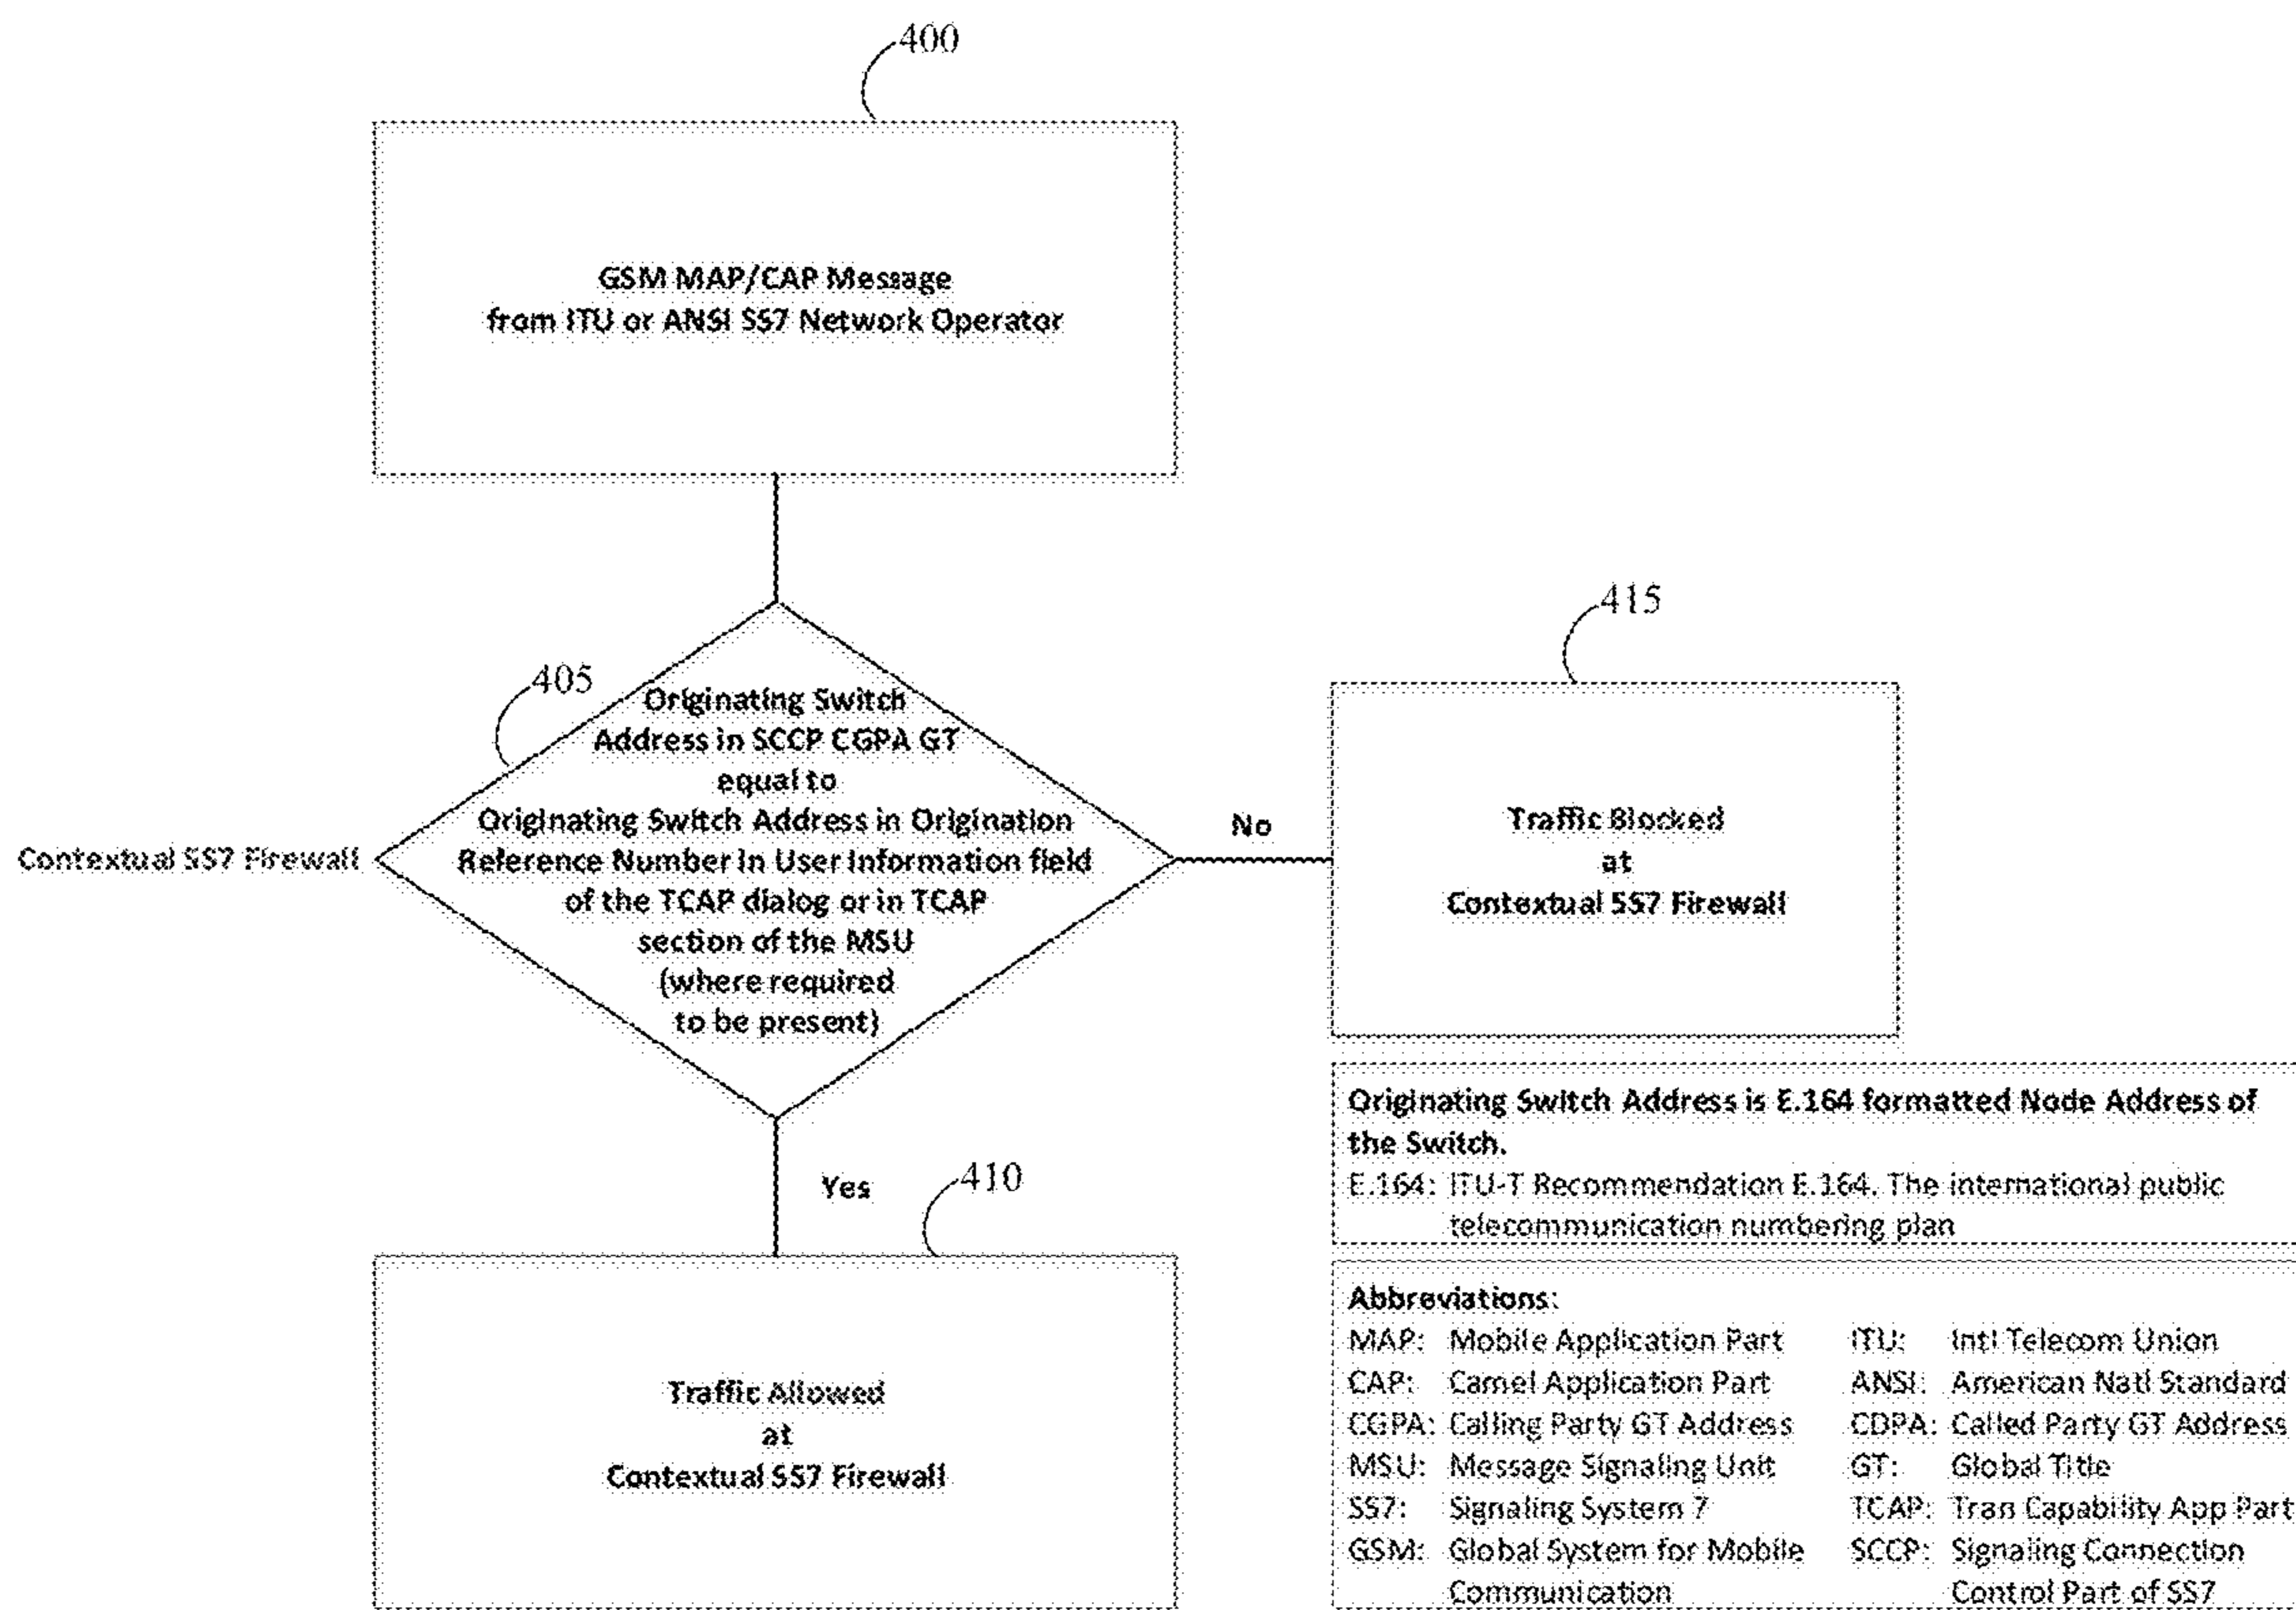 400
GSM MAP/CAP Message
from ITU or ANSI SS7 Network Operator
405
Originating Switch
Address in SCCP CGPA GT
equal to
Originating Switch Address in Origination
Reference Number in User Information field
of the TCAP dialog or in TCAP
section of the MSU
(where required
to be present)
Contextual SS7 Firewall
No
415
Traffic Blocked
at
Contextual SS7 Firewall
Yes
410
Traffic Allowed
at
Contextual SS7 Firewall
Originating Switch Address is E.164 formatted Node Address of
the Switch.
E.164: ITU-T Recommendation E.164. The international public
telecommunication numbering plan
Abbreviations:
MAP: Mobile Application Part ITU: Intl Telecom Union
CAP: Camel Application Part ANSI: American Natl Standard
CGPA: Calling Party GT Address CDPA: Called Party GT Address
MSU: Message Signaling Unit GT: Global Title
SS7: Signaling System 7 TCAP: Tran Capability App Part
GSM: Global System for Mobile SCCP: Signaling Connection
Communication Control Part of SS7